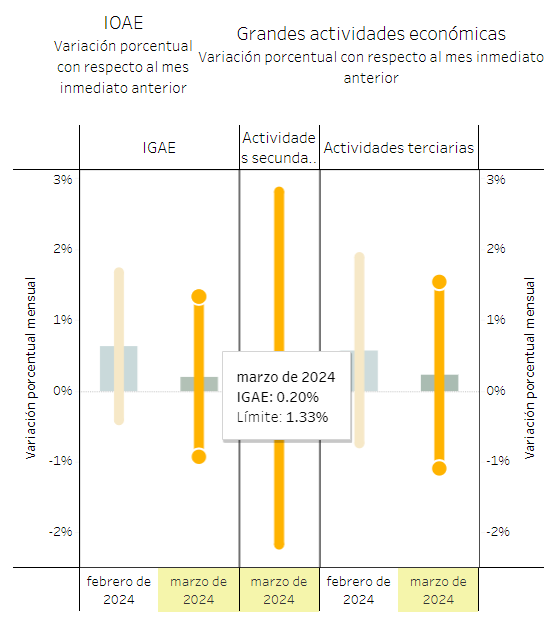 IOAE
Variación porcentual
con respecto al mes
inmediato anterior
Grandes actividades económicas
Variación porcentual con respecto al mes inmediato
anterior
IGAE
Actividade
s secunda..
Actividades terciarias
Variación porcentual mensual
3%
2%
1%
0%
-1%
-2%
marzo de 2024
IGAE: 0.20%
Límite: 1.33%
3%
2%
1%
0%
-1%
-2%
Variación porcentual mensual
febrero de
2024
marzo de
2024
marzo de
2024
febrero de
2024
marzo de
2024